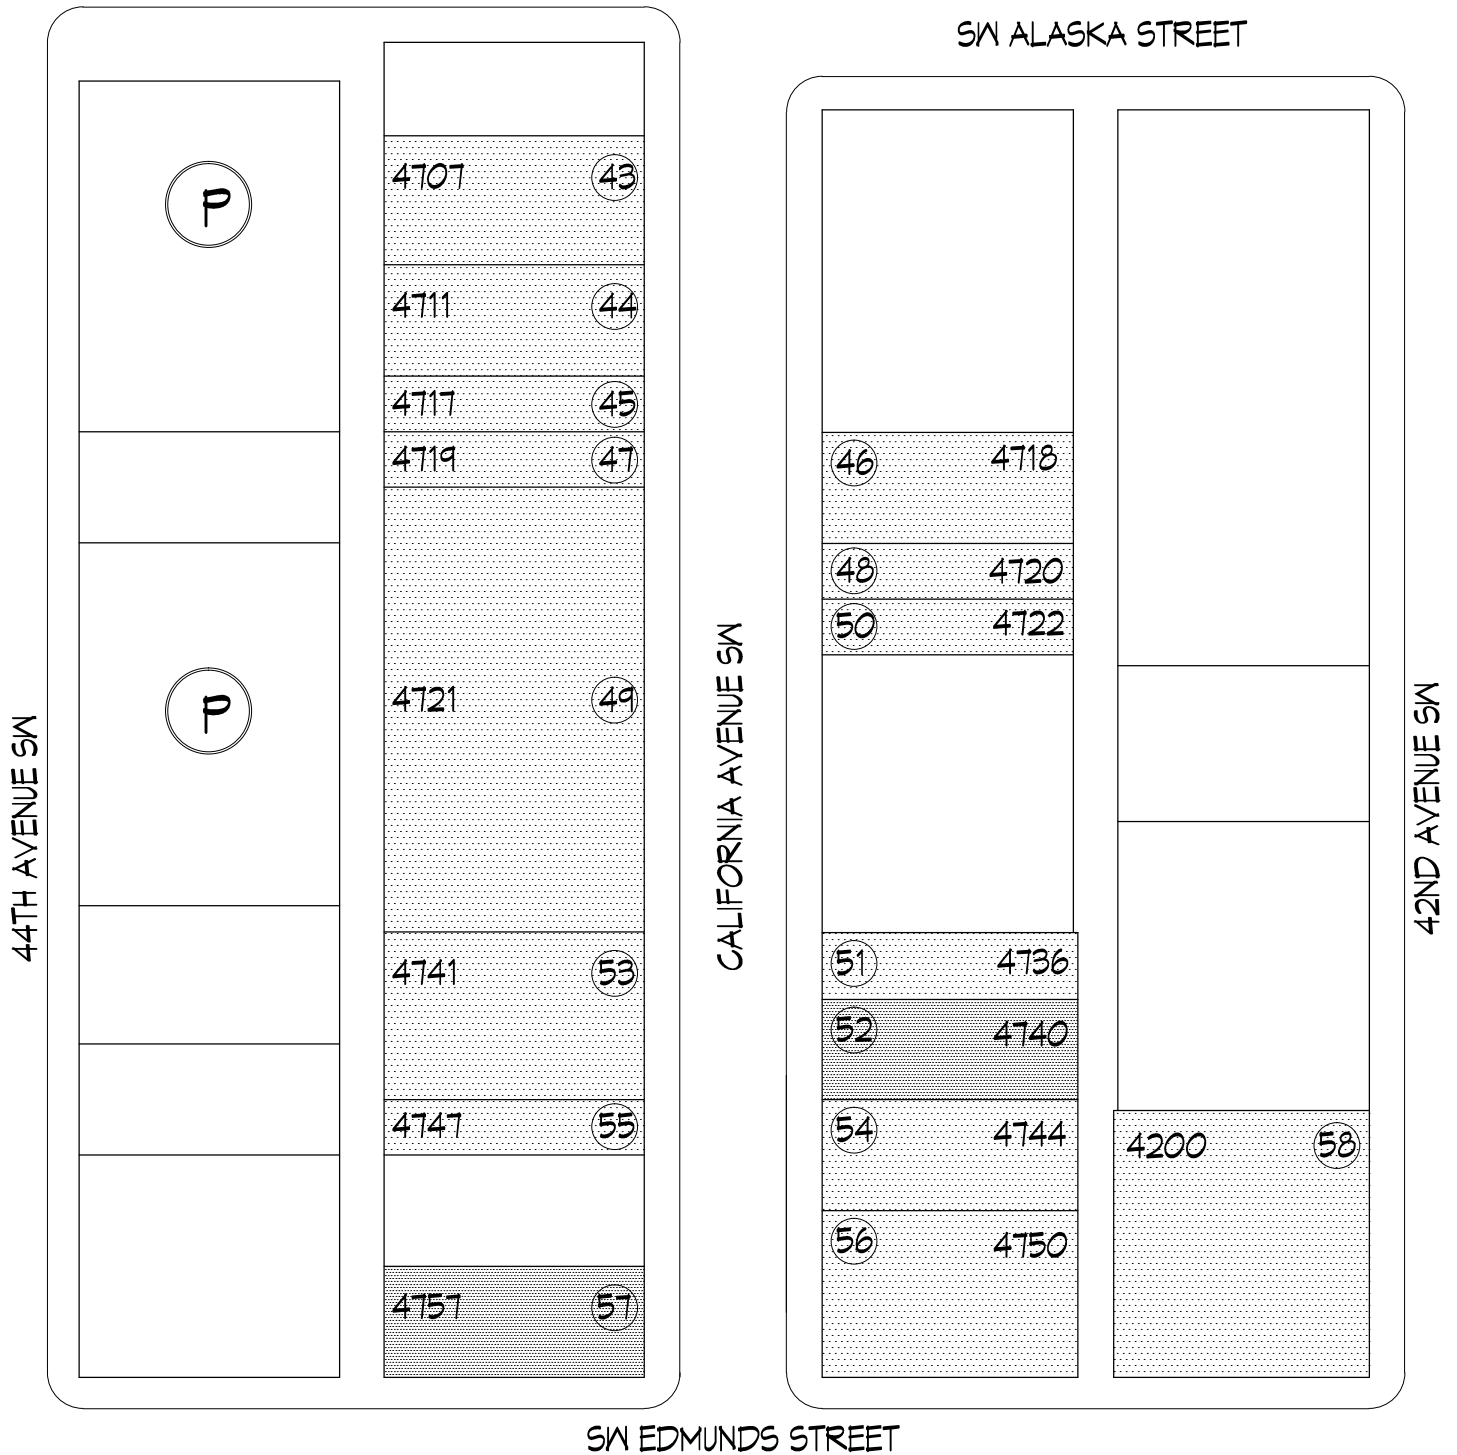 SW ALASKA STREET
P
4707 43
4711 44
4717 45
4719 47
4721 49
P
4741 53
4747 55
4757 57
46 4718
48 4720
50 4722
51 4736
52 4740
54 4744
56 4750
4200 58
44TH AVENUE SW
CALIFORNIA AVENUE SW
42ND AVENUE SW
SW EDMUNDS STREET